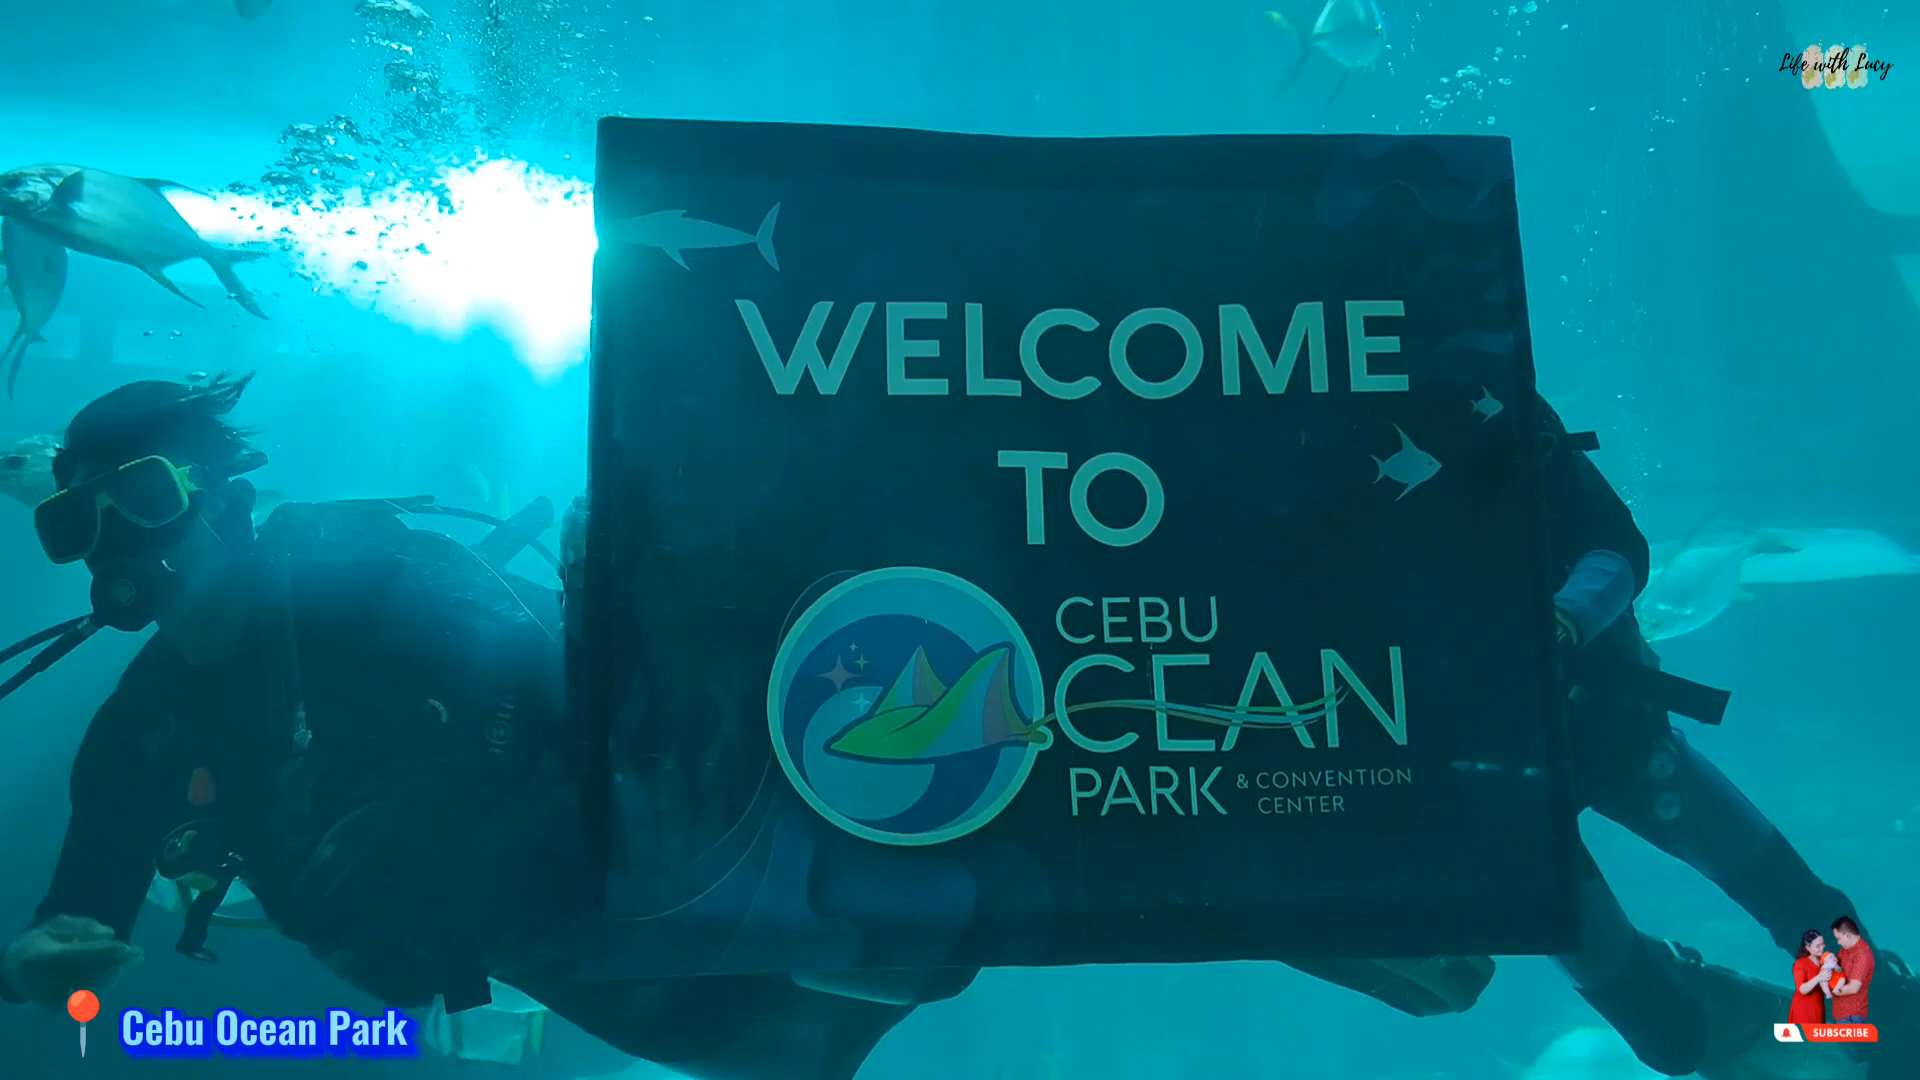 Life with Lucy
WELCOME
TO
CEBU
OCEAN
PARK & CONVENTION
CENTER
Cebu Ocean Park
SUBSCRIBE